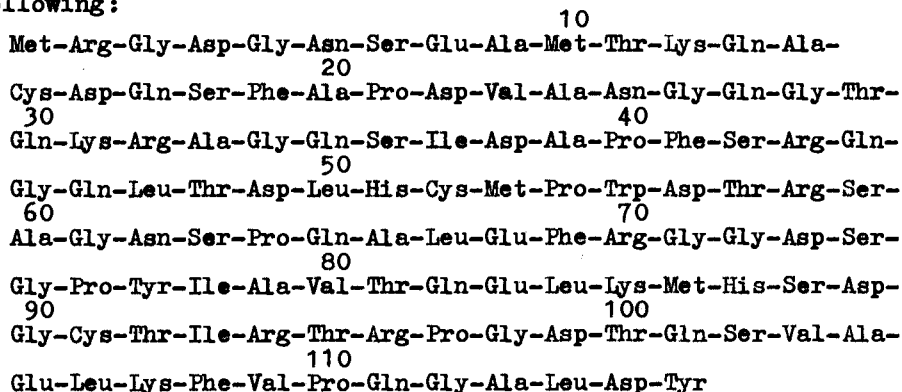 llowing:
10
Met-Arg-Gly-Asp-Gly-Asn-Ser-Glu-Ala-Met-Thr-Lys-Gln-Ala-
20
Cys-Asp-Gln-Ser-Phe-Ala-Pro-Asp-Val-Ala-Asn-Gly-Gln-Gly-Thr-
30 40
Gln-Lys-Arg-Ala-Gly-Gln-Ser-Ile-Asp-Ala-Pro-Phe-Ser-Arg-Gln-
50
Gly-Gln-Leu-Thr-Asp-Leu-His-Cys-Met-Pro-Trp-Asp-Thr-Arg-Ser-
60 70
Ala-Gly-Asn-Ser-Pro-Gln-Ala-Leu-Glu-Phe-Arg-Gly-Gly-Asp-Ser-
80
Gly-Pro-Tyr-Ile-Ala-Val-Thr-Gln-Glu-Leu-Lys-Met-His-Ser-Asp-
90 100
Gly-Cys-Thr-Ile-Arg-Thr-Arg-Pro-Gly-Asp-Thr-Gln-Ser-Val-Ala-
110
Glu-Leu-Lys-Phe-Val-Pro-Gln-Gly-Ala-Leu-Asp-Tyr